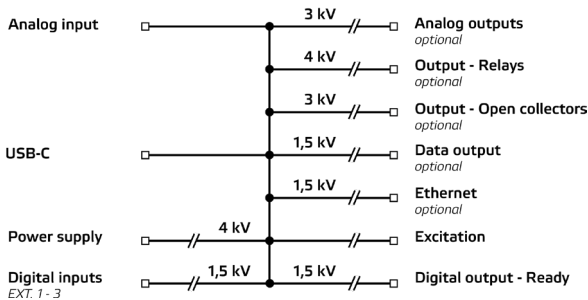 Analog input
3 kV
Analog outputs
optional
4 kV
Output - Relays
optional
3 kV
Output - Open collectors
optional
USB-C
1,5 kV
Data output
optional
1,5 kV
Ethernet
optional
Power supply
4 kV
Excitation
Digital inputs
EXT. 1 - 3
1,5 kV
1,5 kV
Digital output - Ready